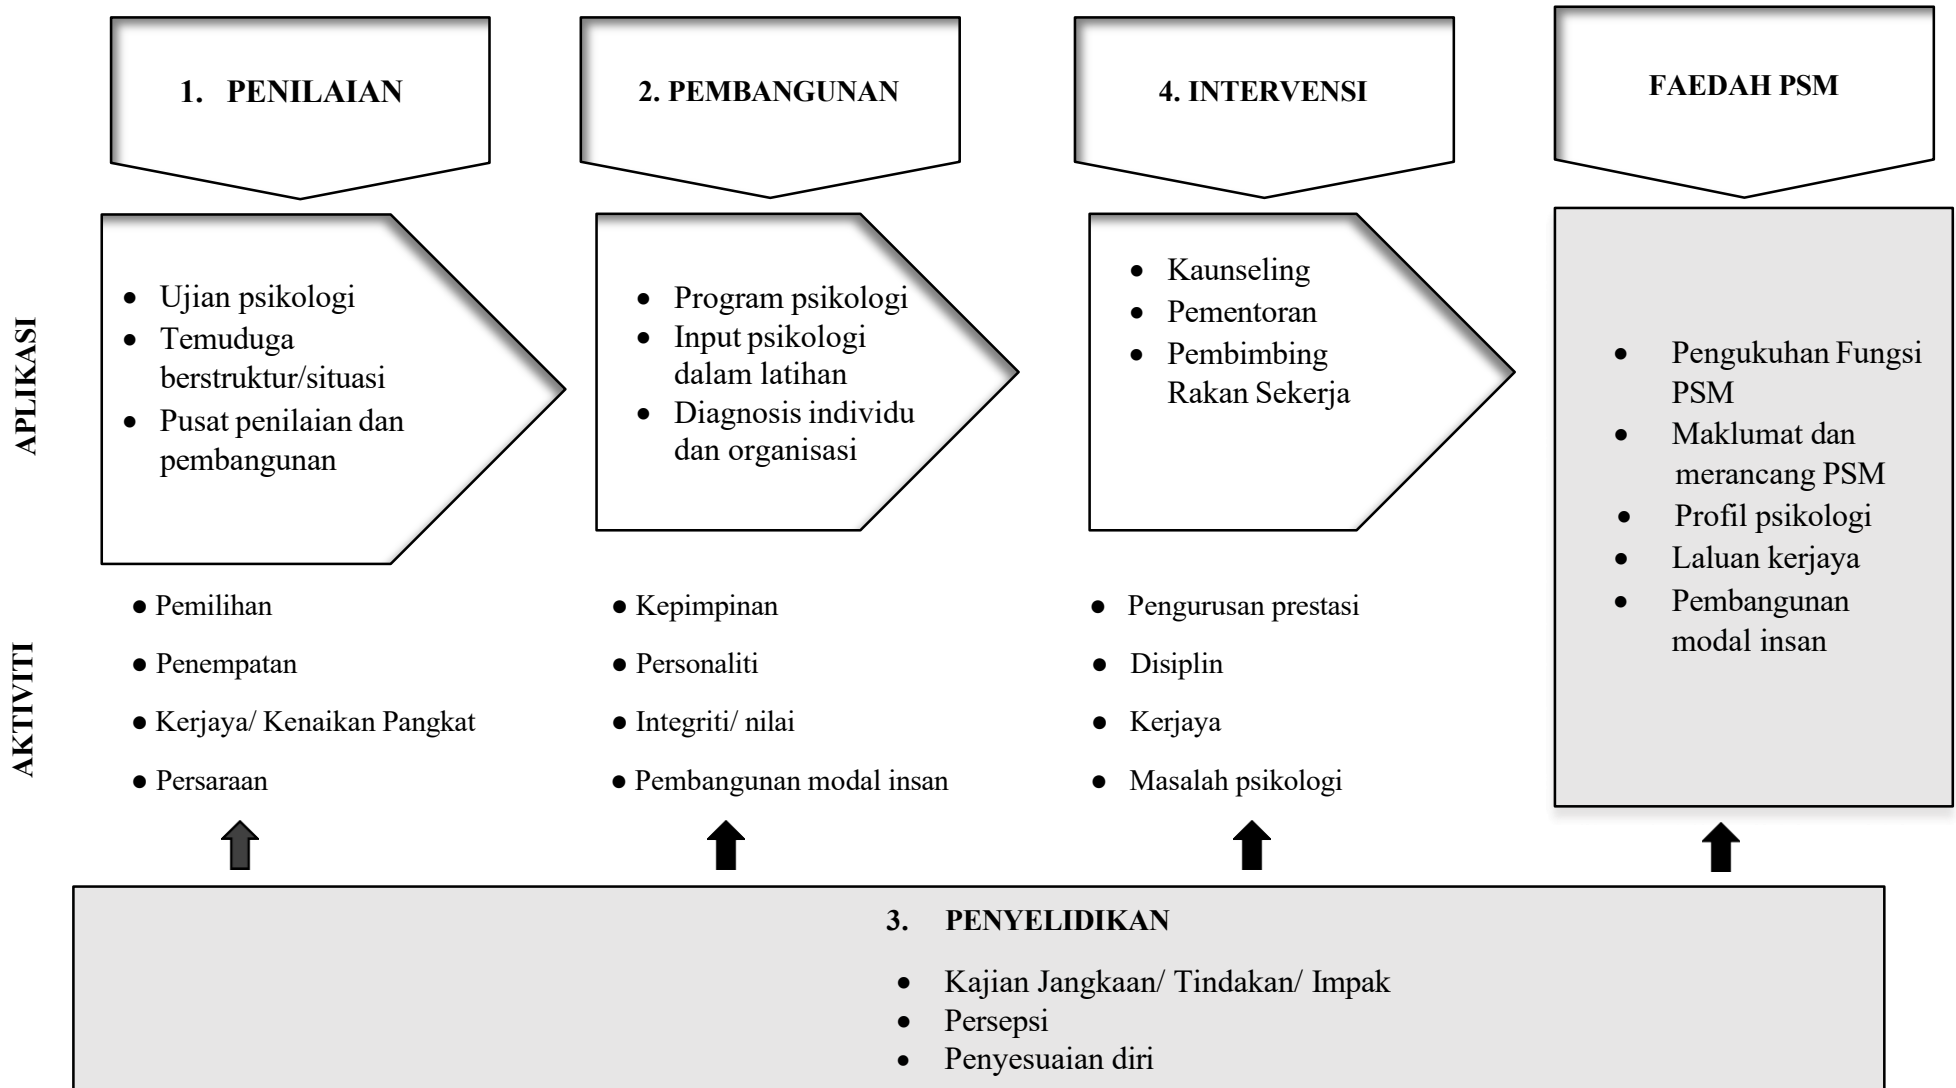 1. PENILAIAN
2. PEMBANGUNAN
4. INTERVENSI
FAEDAH PSM
APLIKASI
• Ujian psikologi
• Temuduga
berstruktur/situasi
• Pusat penilaian dan
pembangunan
• Program psikologi
• Input psikologi
dalam latihan
• Diagnosis individu
dan organisasi
• Kaunseling
• Pementoran
• Pembimbing
Rakan Sekerja
• Pengukuhan Fungsi
PSM
• Maklumat dan
merancang PSM
• Profil psikologi
• Laluan kerjaya
• Pembangunan
modal insan
AKTIVITI
● Pemilihan
● Penempatan
● Kerjaya/ Kenaikan Pangkat
● Persaraan
● Kepimpinan
● Personaliti
● Integriti/ nilai
● Pembangunan modal insan
● Pengurusan prestasi
● Disiplin
● Kerjaya
● Masalah psikologi
3. PENYELIDIKAN
• Kajian Jangkaan/ Tindakan/ Impak
• Persepsi
• Penyesuaian diri